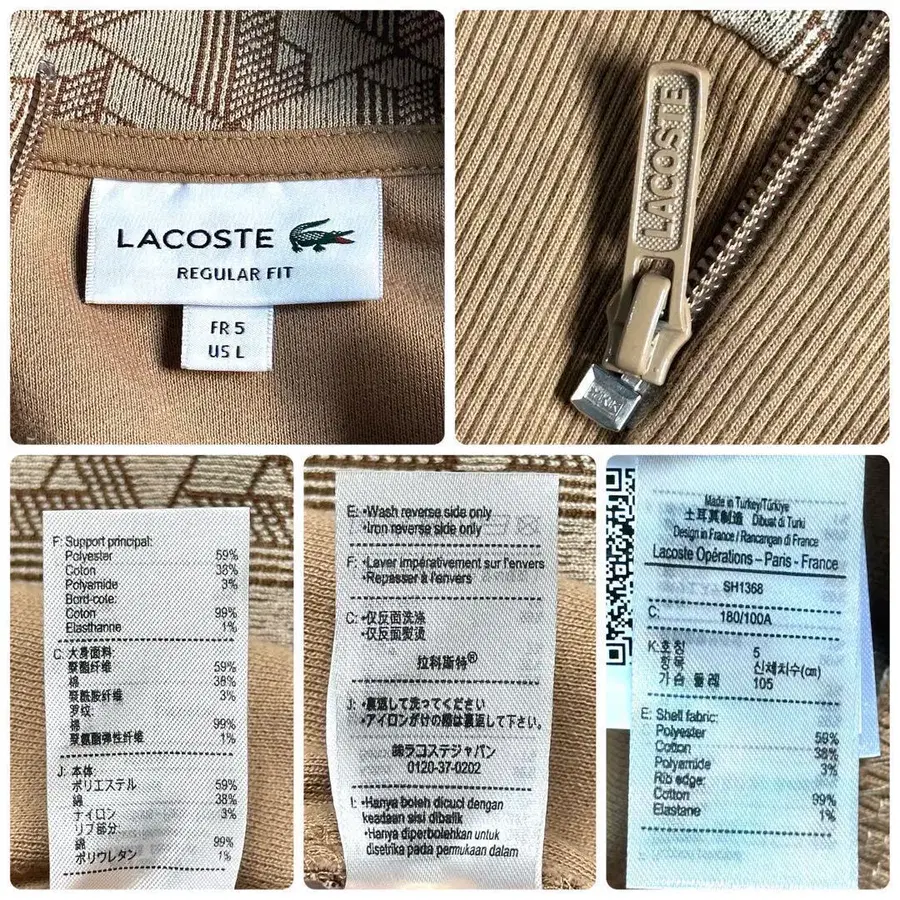 LACOSTE
REGULAR FIT
FR 5
US L
LACOSTE
F: Support principal:
Polyester 59%
Coton 38%
Polyamide 3%
Bord-cote:
Coton 99%
Elasthanne 1%
C: 大身面料:
聚酯纤维 59%
棉 38%
聚酰胺纤维 3%
罗纹:
棉 99%
聚氨酯弹性纤维 1%
J: 本体:
ポリエステル 59%
綿 38%
ナイロン 3%
リブ部分:
綿 99%
ポリウレタン 1%
E: •Wash reverse side only
•Iron reverse side only
F: •Laver impérativement sur l'envers
•Repasser à l'envers
C: •仅反面洗涤
•仅反面熨烫
拉科斯特®
J: •裏返して洗ってください
•アイロンがけの際は裏返して下さい。
㈱ラコステジャパン
0120-37-0202
I: •Hanya boleh dicuci dengan
keadaan sisi dibalik
•Hanya diperbolehkan untuk
disetrika pada permukaan dalam
Made in Turkey/Türkiye
土耳其制造 Dibuat di Turki
Design in France / Rancangan di France
Lacoste Opérations – Paris - France
SH1368
C: 180/100A
K: 호칭 5
항목 신체치수(㎝)
가슴 둘레 105
E: Shell fabric:
Polyester 59%
Cotton 38%
Polyamide 3%
Rib edge:
Cotton 99%
Elastane 1%